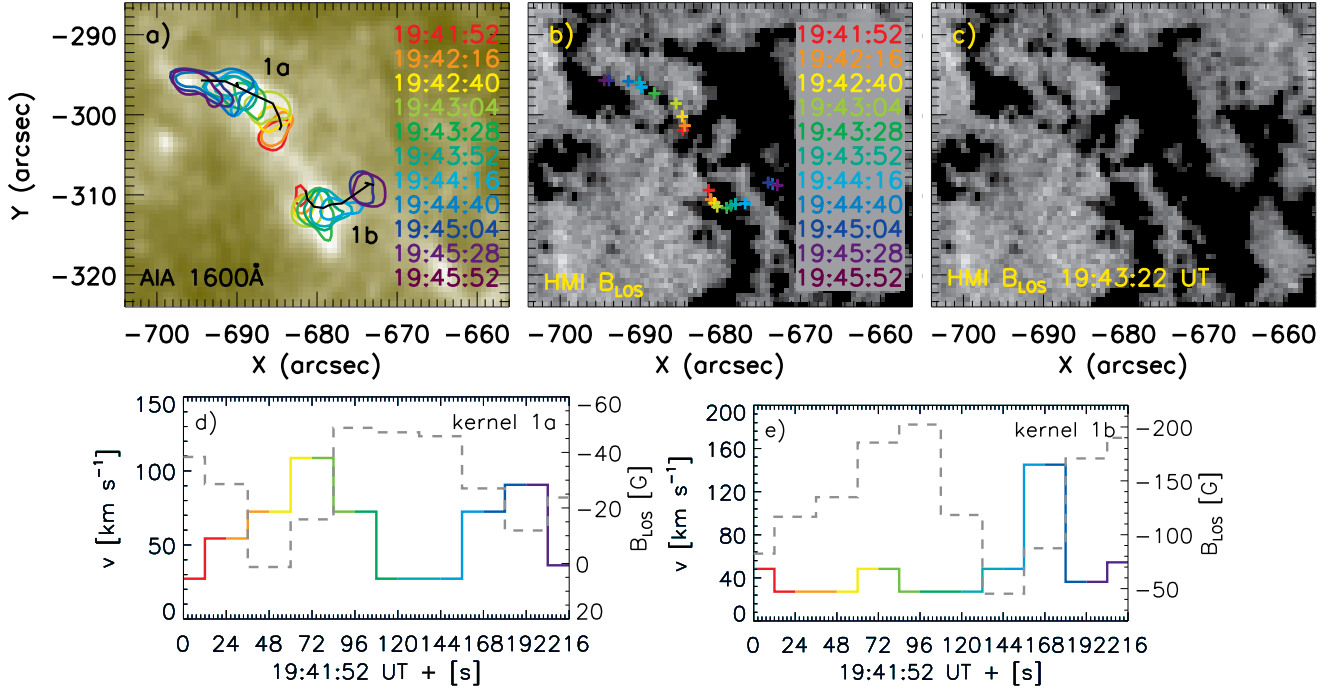 a)
1a
1b
AIA 1600Å
19:41:52
19:42:16
19:42:40
19:43:04
19:43:28
19:43:52
19:44:16
19:44:40
19:45:04
19:45:28
19:45:52
−290
−300
−310
−320
Y (arcsec)
−700 −690 −680 −670 −660
X (arcsec)
b)
HMI B_LOS
19:41:52
19:42:16
19:42:40
19:43:04
19:43:28
19:43:52
19:44:16
19:44:40
19:45:04
19:45:28
19:45:52
−700 −690 −680 −670 −660
X (arcsec)
c)
HMI B_LOS 19:43:22 UT
−700 −690 −680 −670 −660
X (arcsec)
d)
kernel 1a
150
100
50
0
v [km s⁻¹]
−60
−40
−20
0
20
B_LOS [G]
0 24 48 72 96 120 144 168 192 216
19:41:52 UT + [s]
e)
kernel 1b
200
160
120
80
40
0
v [km s⁻¹]
−200
−150
−100
−50
B_LOS [G]
0 24 48 72 96 120 144 168 192 216
19:41:52 UT + [s]